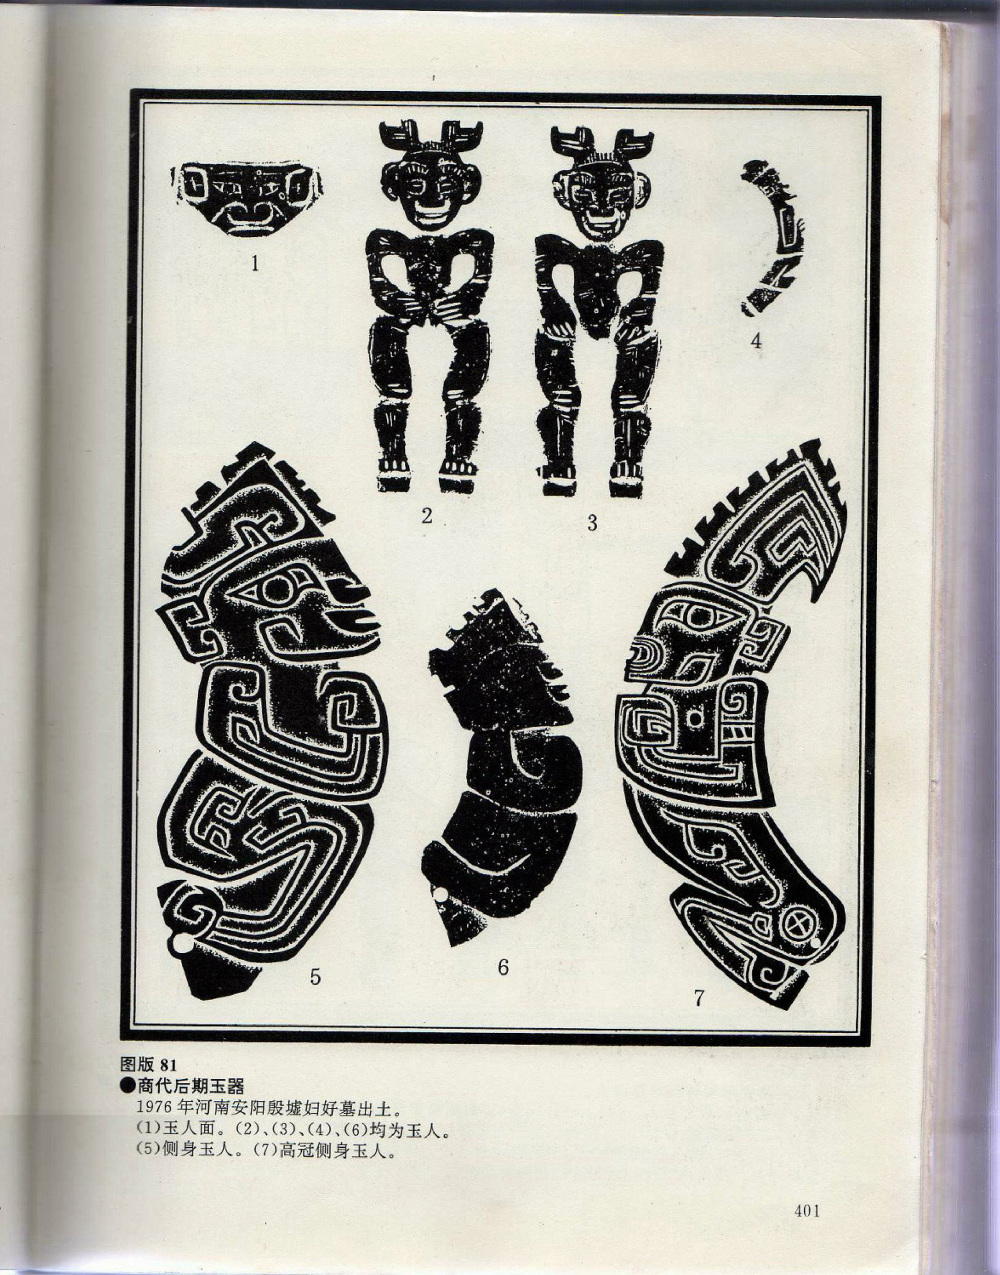 1
2
3
4
5
6
7
图版 81
●商代后期玉器
1976 年河南安阳殷墟妇好墓出土。
(1)玉人面。(2)、(3)、(4)、(6)均为玉人。
(5)侧身玉人。(7)高冠侧身玉人。
401